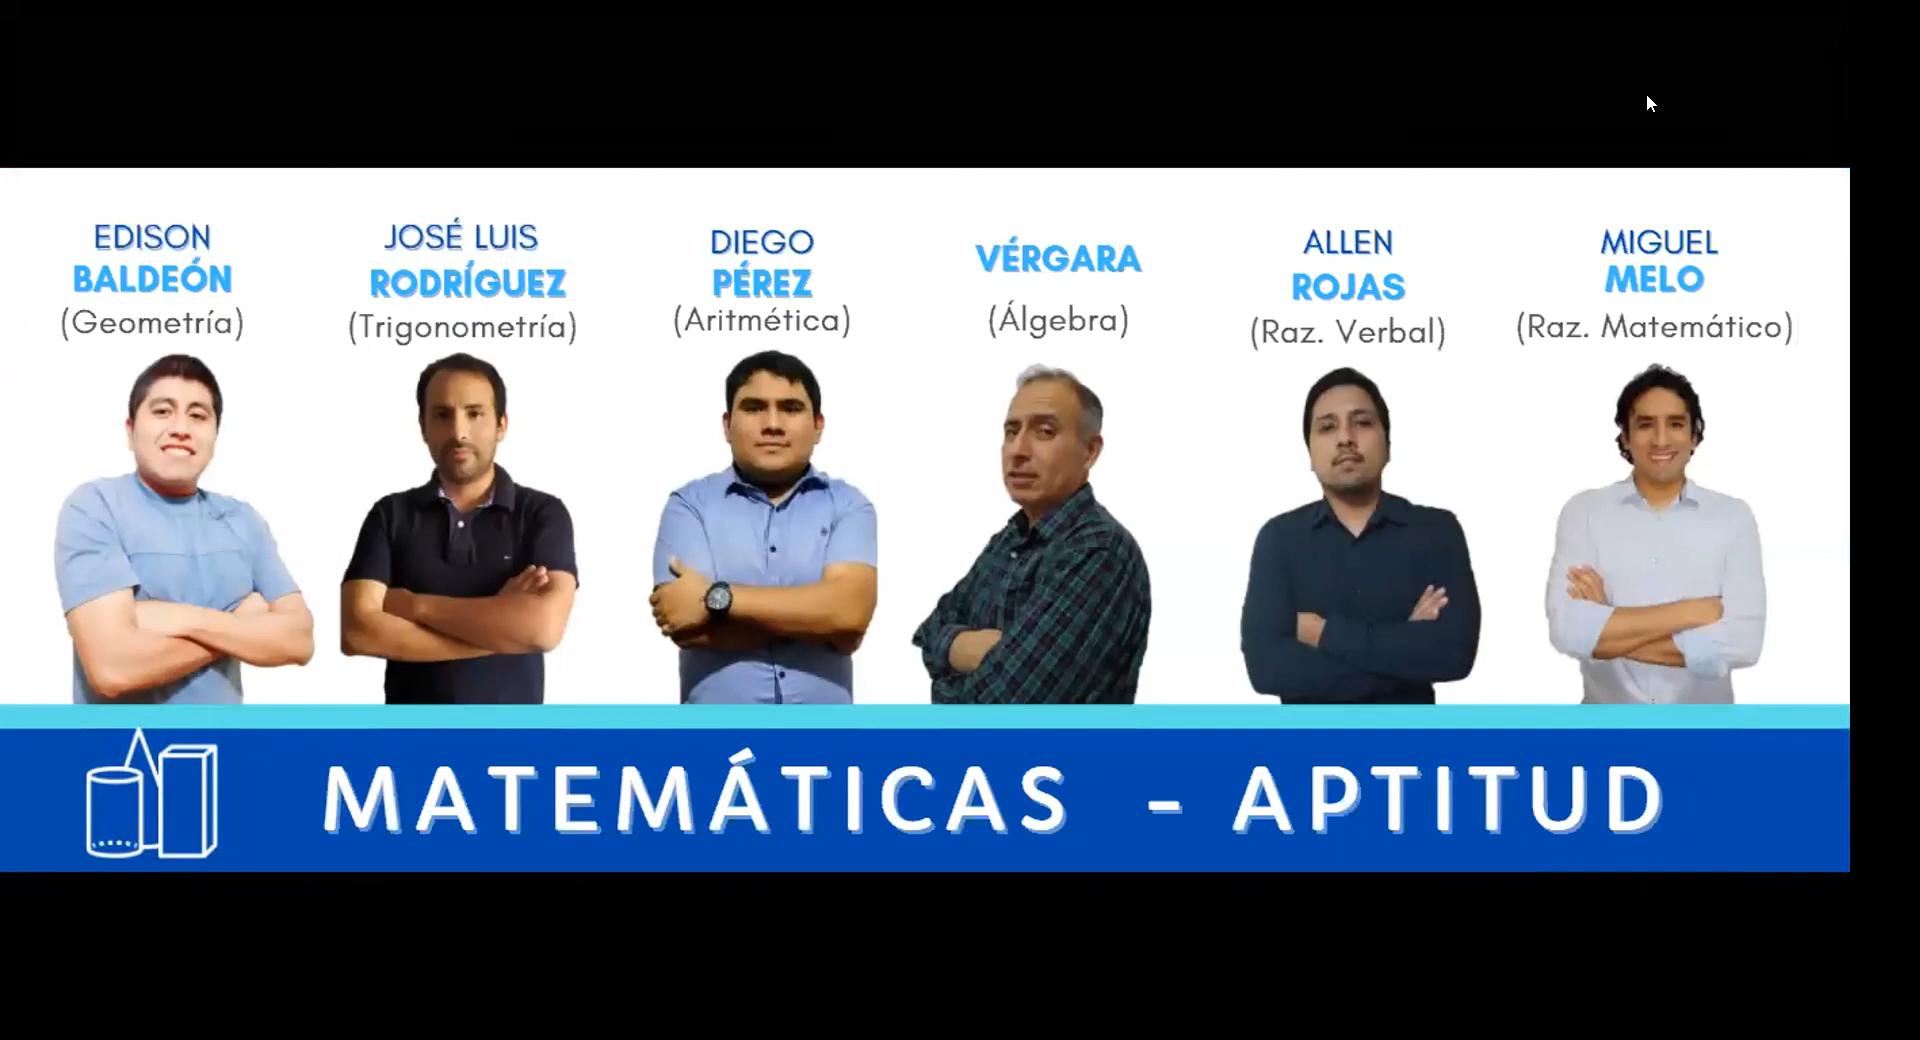 EDISON
BALDEÓN
(Geometría)
JOSÉ LUIS
RODRÍGUEZ
(Trigonometría)
DIEGO
PÉREZ
(Aritmética)
VÉRGARA
(Álgebra)
ALLEN
ROJAS
(Raz. Verbal)
MIGUEL
MELO
(Raz. Matemático)
MATEMÁTICAS - APTITUD